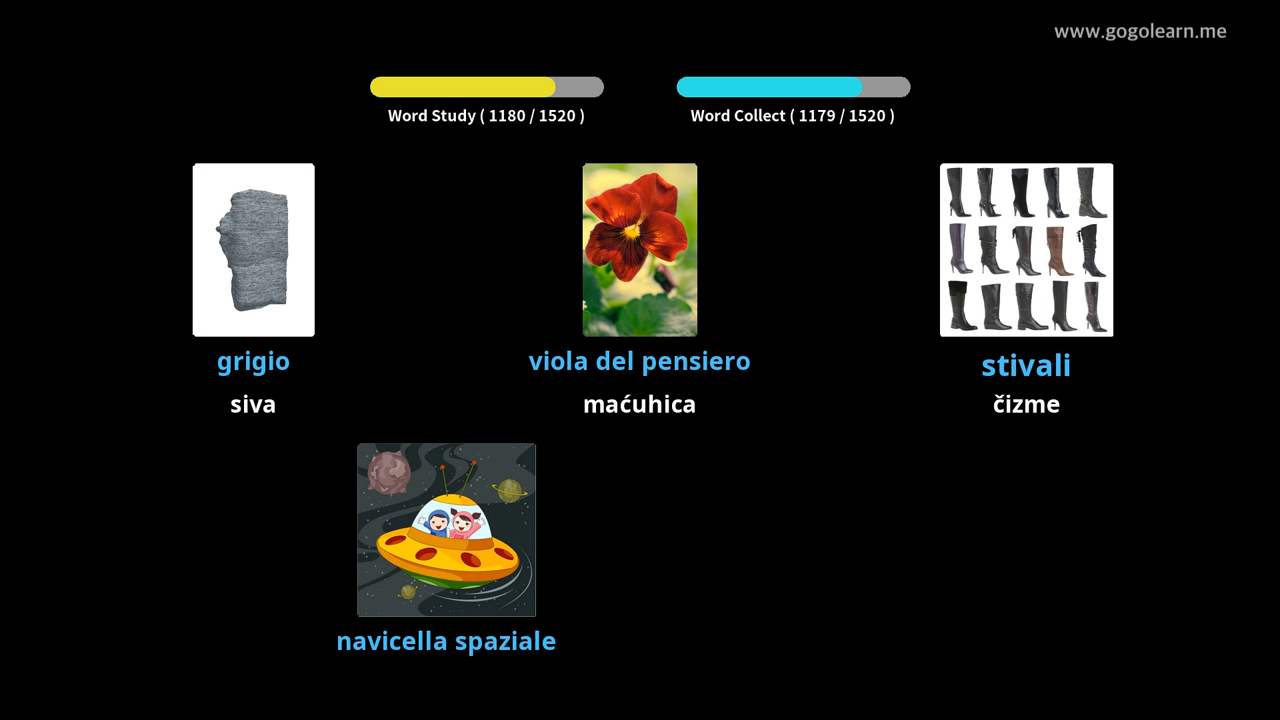 www.gogolearn.me
Word Study ( 1180 / 1520 )
Word Collect ( 1179 / 1520 )
grigio
viola del pensiero
stivali
siva
maćuhica
čizme
navicella spaziale